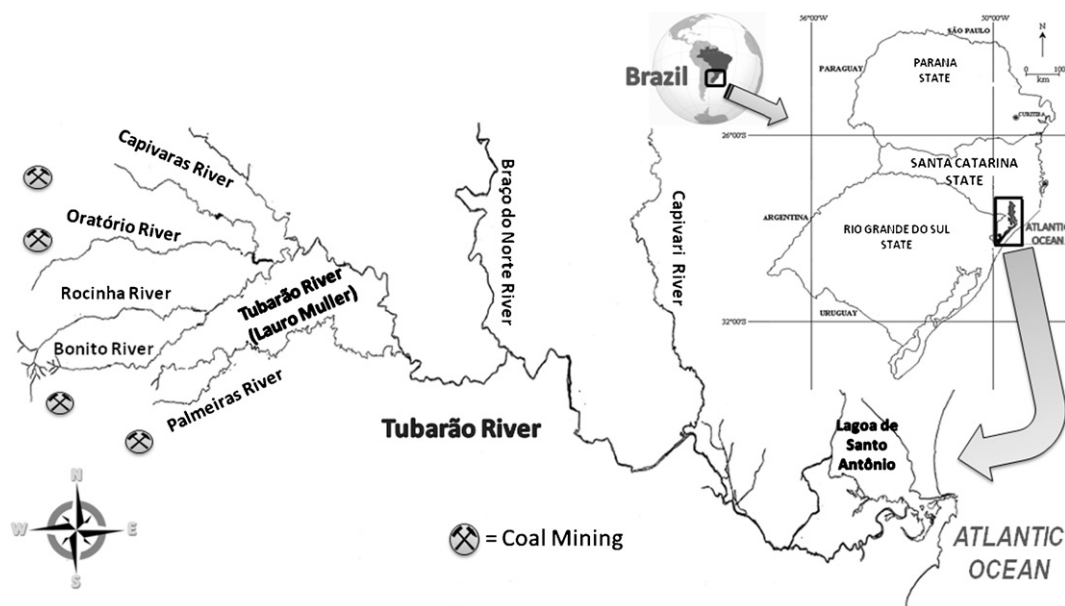 Capivaras River
Oratório River
Rocinha River
Bonito River
Tubarão River
(Lauro Muller)
Palmeiras River
Braço do Norte River
Capivari River
Tubarão River
Lagoa de
Santo
Antônio
ATLANTIC
OCEAN
= Coal Mining
N
W
E
S
Brazil
56°00'W
50°00'W
SÃO PAULO
N
0
100
km
PARAGUAY
PARANA
STATE
CURITIBA
26°00'S
SANTA CATARINA
STATE
ARGENTINA
RIO GRANDE DO SUL
STATE
ATLANTIC
OCEAN
URUGUAY
32°00'S